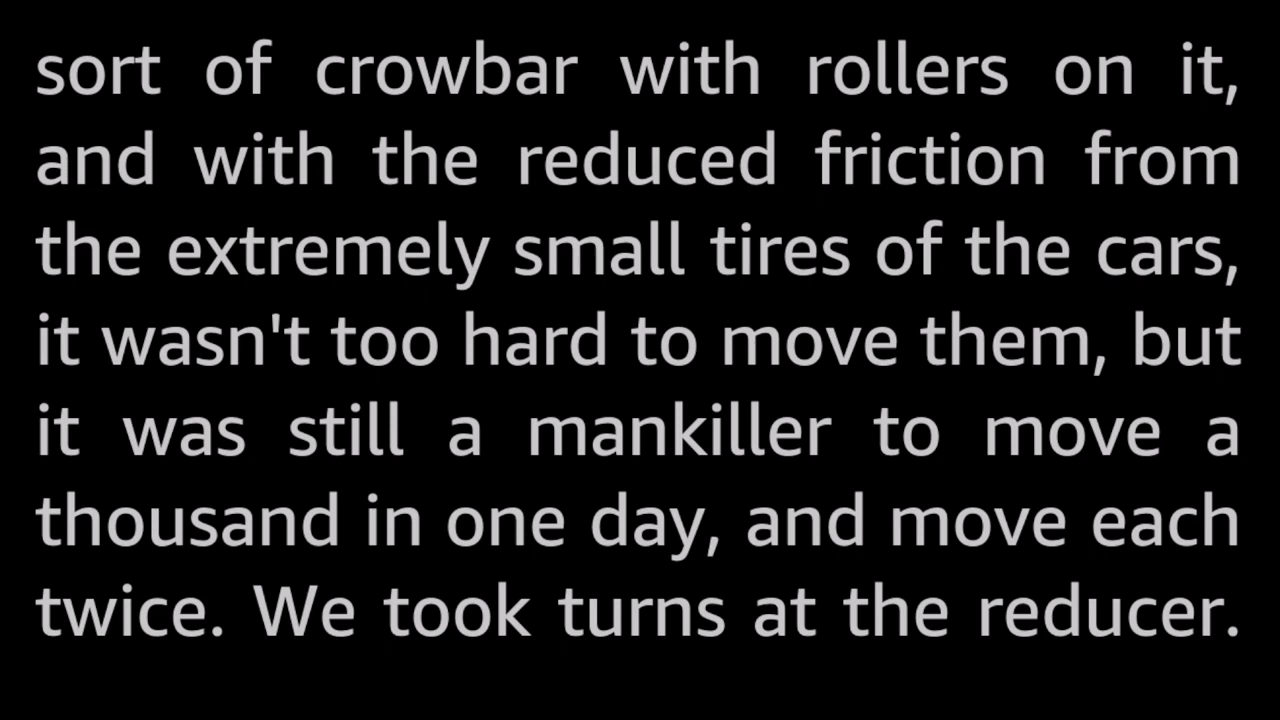 sort of crowbar with rollers on it,
and with the reduced friction from
the extremely small tires of the cars,
it wasn't too hard to move them, but
it was still a mankiller to move a
thousand in one day, and move each
twice. We took turns at the reducer.